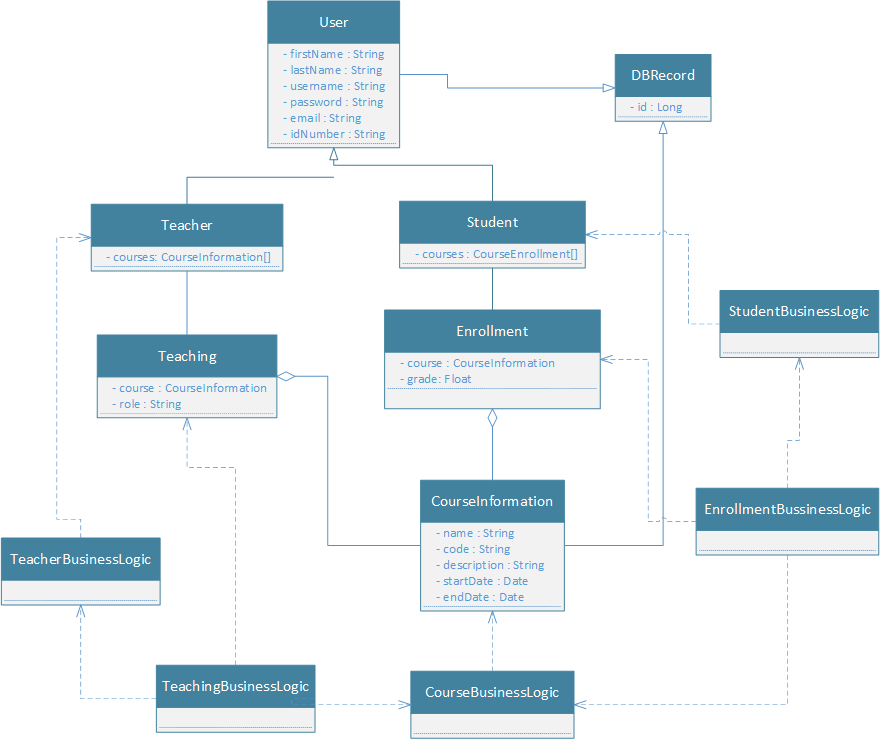 User
- firstName : String
- lastName : String
- username : String
- password : String
- email : String
- idNumber : String
DBRecord
- id : Long
Teacher
- courses: CourseInformation[]
Student
- courses : CourseEnrollment[]
StudentBusinessLogic
Teaching
- course : CourseInformation
- role : String
Enrollment
- course : CourseInformation
- grade: Float
CourseInformation
- name : String
- code : String
- description : String
- startDate : Date
- endDate : Date
EnrollmentBussinessLogic
TeacherBusinessLogic
TeachingBusinessLogic
CourseBusinessLogic